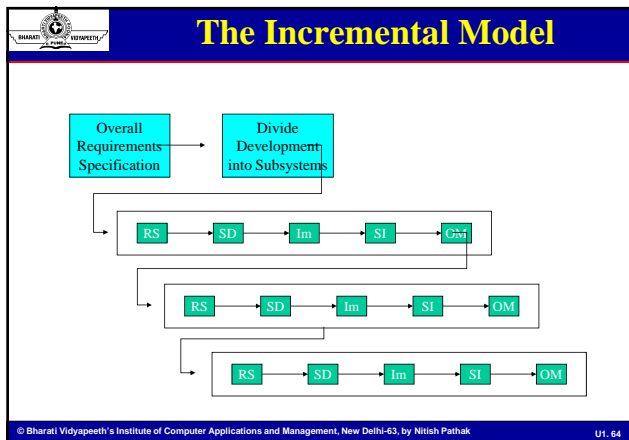 BHARATI VIDYAPEETH
PUNE
The Incremental Model
Overall
Requirements
Specification
Divide
Development
into Subsystems
RS SD Im SI OM
RS SD Im SI OM
RS SD Im SI OM
© Bharati Vidyapeeth's Institute of Computer Applications and Management, New Delhi-63, by Nitish Pathak U1. 64